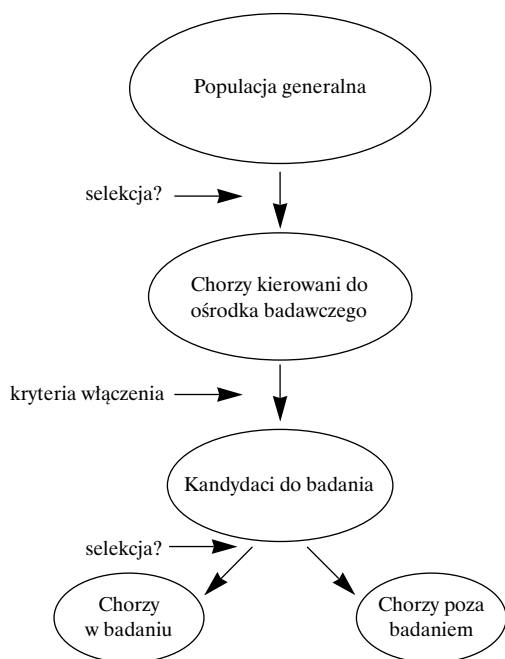 Populacja generalna
selekcja?
Chorzy kierowani do
ośrodka badawczego
kryteria włączenia
Kandydaci do badania
selekcja?
Chorzy
w badaniu
Chorzy poza
badaniem